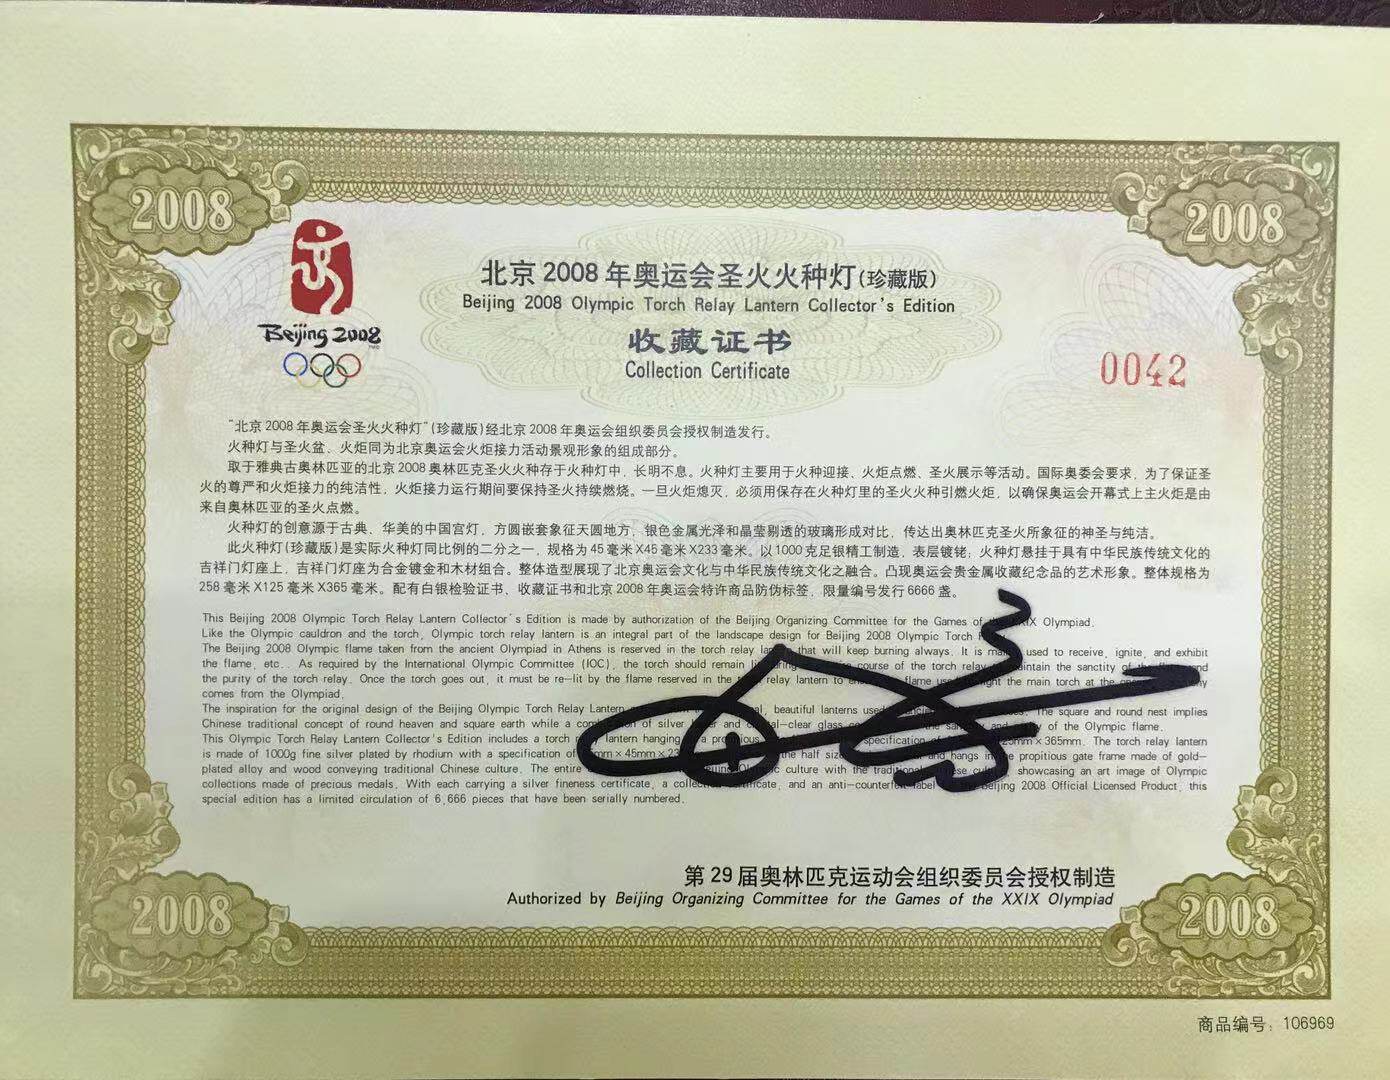 2008
2008
北京 2008 年奥运会圣火火种灯(珍藏版)
Beijing 2008 Olympic Torch Relay Lantern Collector's Edition
Beijing 2008
收藏证书
Collection Certificate
0042
“北京 2008 年奥运会圣火火种灯”(珍藏版)经北京 2008 年奥运会组织委员会授权制造发行。
火种灯与圣火盆、火炬同为北京奥运会火炬接力活动景观形象的组成部分。
取于雅典古奥林匹亚的北京 2008 奥林匹克圣火火种存于火种灯中，长明不息。火种灯主要用于火种迎接、火炬点燃、圣火展示等活动。国际奥委会要求，为了保证圣
火的尊严和火炬接力的纯洁性，火炬接力运行期间要保持圣火持续燃烧。一旦火炬熄灭，必须用保存在火种灯里的圣火火种引燃火炬，以确保奥运会开幕式上主火炬是由
来自奥林匹亚的圣火点燃。
火种灯的创意源于古典、华美的中国宫灯，方圆嵌套象征天圆地方，银色金属光泽和晶莹剔透的玻璃形成对比，传达出奥林匹克圣火所象征的神圣与纯洁。
此火种灯(珍藏版)是实际火种灯同比例的二分之一，规格为 45 毫米X45 毫米X233 毫米。以 1000 克足银精工制造，表层镀铑；火种灯悬挂于具有中华民族传统文化的
吉祥门灯座上，吉祥门灯座为合金镀金和木材组合。整体造型展现了北京奥运会文化与中华民族传统文化之融合。凸现奥运会贵金属收藏纪念品的艺术形象。整体规格为
258 毫米X125 毫米X365 毫米。配有白银检验证书、收藏证书和北京 2008 年奥运会特许商品防伪标签，限量编号发行 6666 盏。
This Beijing 2008 Olympic Torch Relay Lantern Collector's Edition is made by authorization of the Beijing Organizing Committee for the Games of the XXIX Olympiad.
Like the Olympic cauldron and the torch, Olympic torch relay lantern is an integral part of the landscape design for Beijing 2008 Olympic Torch
The Beijing 2008 Olympic flame taken from the ancient Olympiad in Athens is reserved in the torch relay that will keep burning always. It is used to receive, ignite, and exhibit
the flame, etc.. As required by the International Olympic Committee (IOC), the torch should remain course of the torch relay maintain the sanctity of and
the purity of the torch relay. Once the torch goes out, it must be re-lit by the flame reserved in the relay lantern to flame the main torch at the
comes from the Olympiad.
The inspiration for the original design of the Beijing Olympic Torch Relay Lantern beautiful lanterns used The square and round nest implies
Chinese traditional concept of round heaven and square earth while a of silver and glass and of the Olympic flame.
This Olympic Torch Relay Lantern Collector's Edition includes a torch lantern hanging specification mm×365mm. The torch relay lantern
is made of 1000g fine silver plated by rhodium with a specification of mm×45mm× the half size and hangs in propitious gate frame made of gold-
plated alloy and wood conveying traditional Chinese culture. The entire culture with the showcasing an art image of Olympic
collections made of precious metals. With each carrying a silver fineness certificate, a and an anti-counterfeit label Beijing 2008 Official Licensed Product, this
special edition has a limited circulation of 6,666 pieces that have been serially numbered.
第 29 届奥林匹克运动会组织委员会授权制造
Authorized by Beijing Organizing Committee for the Games of the XXIX Olympiad
2008
2008
商品编号：106969